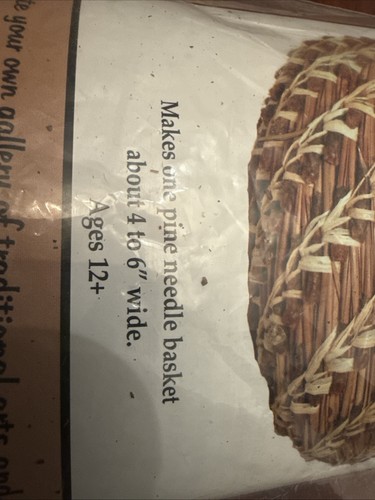 Makes one pine needle basket
about 4 to 6" wide.
Ages 12+
your own gallery of traditional arts and